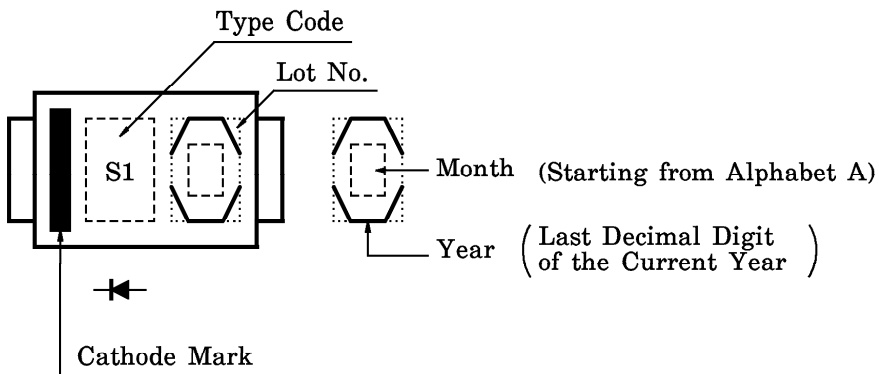 Type Code
Lot No.
S1
Month (Starting from Alphabet A)
Year (Last Decimal Digit
of the Current Year)
Cathode Mark